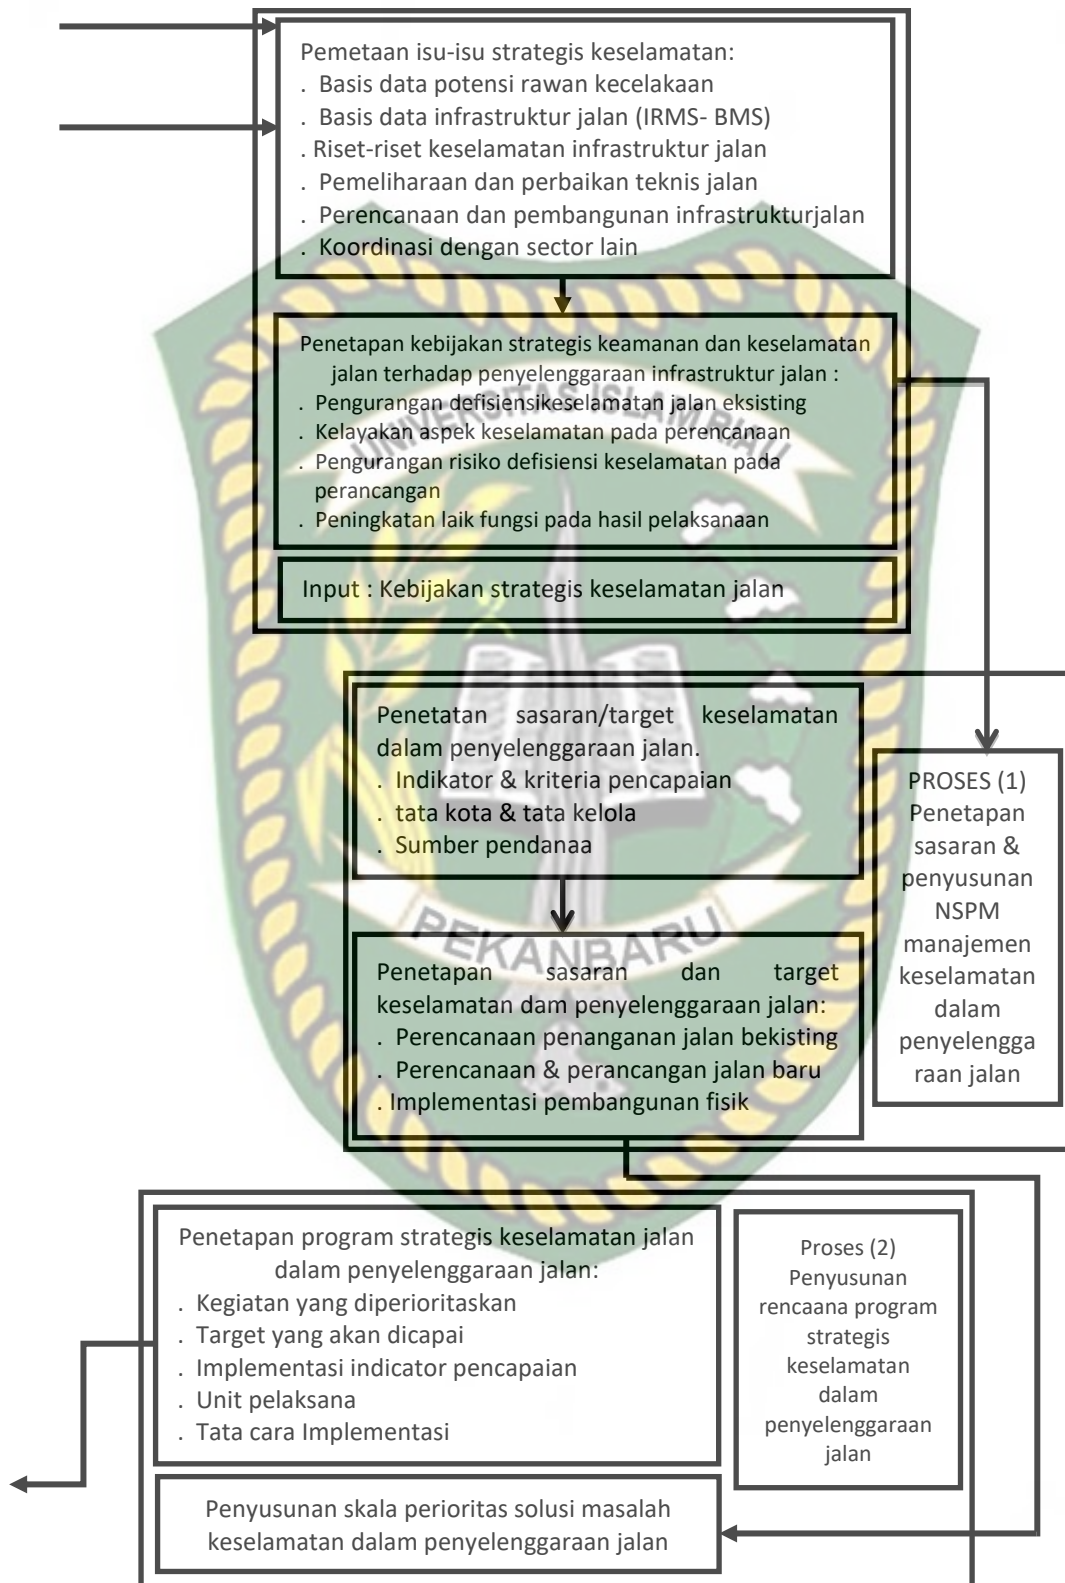 Pemetaan isu-isu strategis keselamatan:
. Basis data potensi rawan kecelakaan
. Basis data infrastruktur jalan (IRMS- BMS)
. Riset-riset keselamatan infrastruktur jalan
. Pemeliharaan dan perbaikan teknis jalan
. Perencanaan dan pembangunan infrastrukturjalan
. Koordinasi dengan sector lain
Penetapan kebijakan strategis keamanan dan keselamatan
jalan terhadap penyelenggaraan infrastruktur jalan :
. Pengurangan defisiensikeselamatan jalan eksisting
. Kelayakan aspek keselamatan pada perencanaan
. Pengurangan risiko defisiensi keselamatan pada
perancangan
. Peningkatan laik fungsi pada hasil pelaksanaan
UNIVERSITAS ISLAM RIAU
Input : Kebijakan strategis keselamatan jalan
Penetatan sasaran/target keselamatan
dalam penyelenggaraan jalan.
. Indikator & kriteria pencapaian
. tata kota & tata kelola
. Sumber pendanaa
PROSES (1)
Penetapan
sasaran &
penyusunan
NSPM
manajemen
keselamatan
dalam
penyelengga
raan jalan
PEKANBARU
Penetapan sasaran dan target
keselamatan dam penyelenggaraan jalan:
. Perencanaan penanganan jalan bekisting
. Perencanaan & perancangan jalan baru
. Implementasi pembangunan fisik
Penetapan program strategis keselamatan jalan
dalam penyelenggaraan jalan:
. Kegiatan yang diperioritaskan
. Target yang akan dicapai
. Implementasi indicator pencapaian
. Unit pelaksana
. Tata cara Implementasi
Proses (2)
Penyusunan
rencaana program
strategis
keselamatan
dalam
penyelenggaraan
jalan
Penyusunan skala perioritas solusi masalah
keselamatan dalam penyelenggaraan jalan